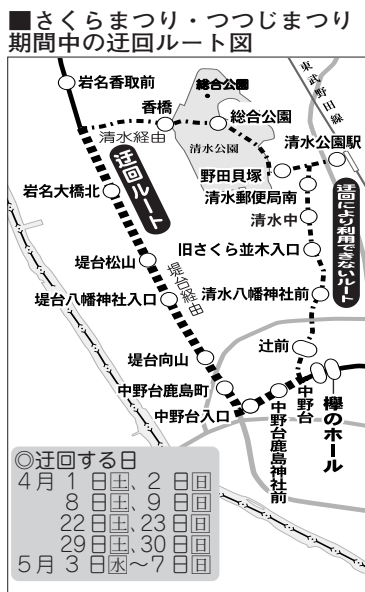 ■さくらまつり・つつじまつり
期間中の迂回ルート図
岩名香取前
総合公園
東武野田線
香橋
総合公園
清水経由
清水公園
清水公園駅
野田貝塚
迂回ルート
岩名大橋北
清水郵便局南
清水中
迂回により利用できないルート
旧さくら並木入口
堤台松山
堤台経由
堤台八幡神社入口
清水八幡神社前
辻前
堤台向山
中野台鹿島町
中野台入口
中野台鹿島神社前
中野台
欅のホール
◎迂回する日
4月 1日土、2日日
8日土、9日日
22日土、23日日
29日土、30日日
5月 3日水〜7日日